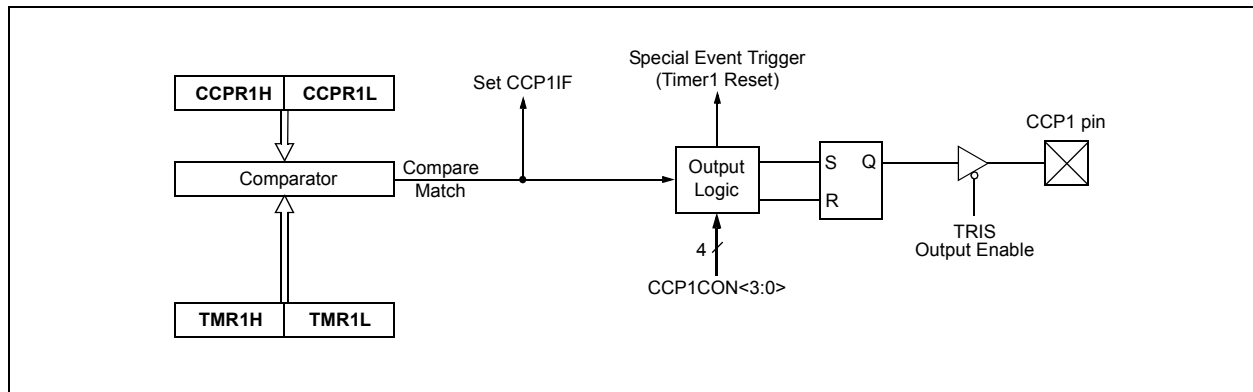 Special Event Trigger
(Timer1 Reset)
Set CCP1IF
CCPR1H CCPR1L
CCP1 pin
Comparator
Compare
Match
Output
Logic
S Q
R
TRIS
Output Enable
4
CCP1CON<3:0>
TMR1H TMR1L